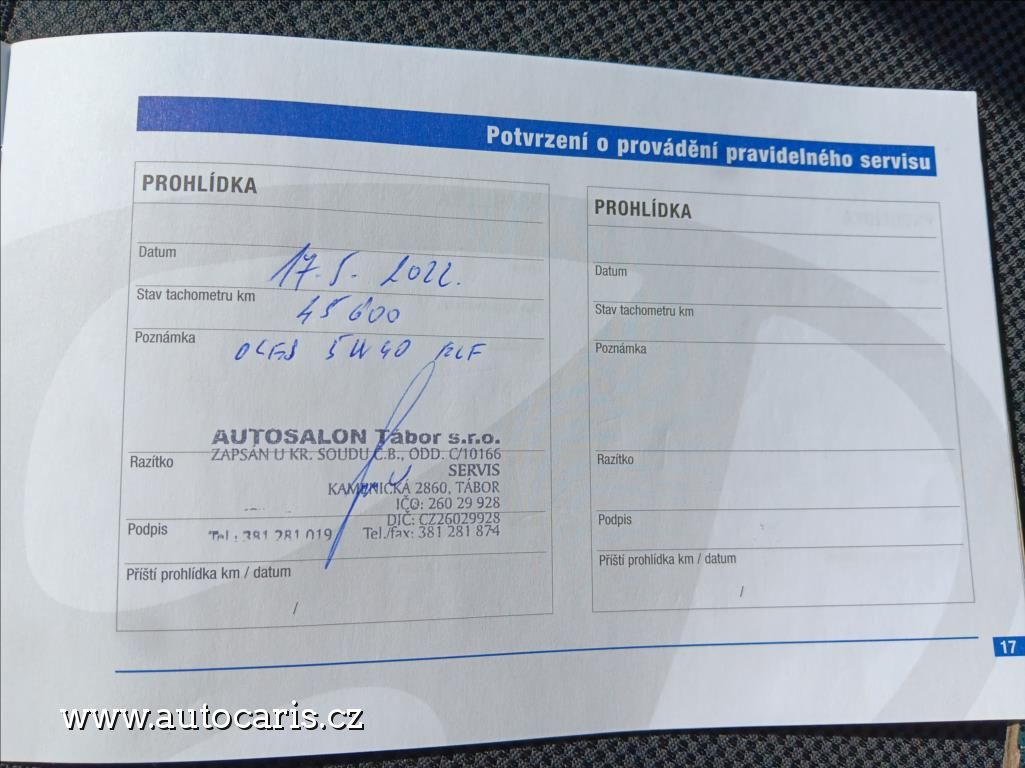 Potvrzení o provádění pravidelného servisu
PROHLÍDKA
Datum 17.5. 2022.
Stav tachometru km 45 600
Poznámka 5W40
AUTOSALON Tábor s.r.o.
ZAPSÁN U KR. SOUDU Č.B., ODD. C/10166
Razítko SERVIS
KAMENICKÁ 2860, TÁBOR
IČO: 260 29 928
DIČ: CZ26029928
Podpis Tel.: 381 281 019 Tel./fax: 381 281 874
Příští prohlídka km / datum
/
PROHLÍDKA
Datum
Stav tachometru km
Poznámka
Razítko
Podpis
Příští prohlídka km / datum
/
17
www.autocaris.cz